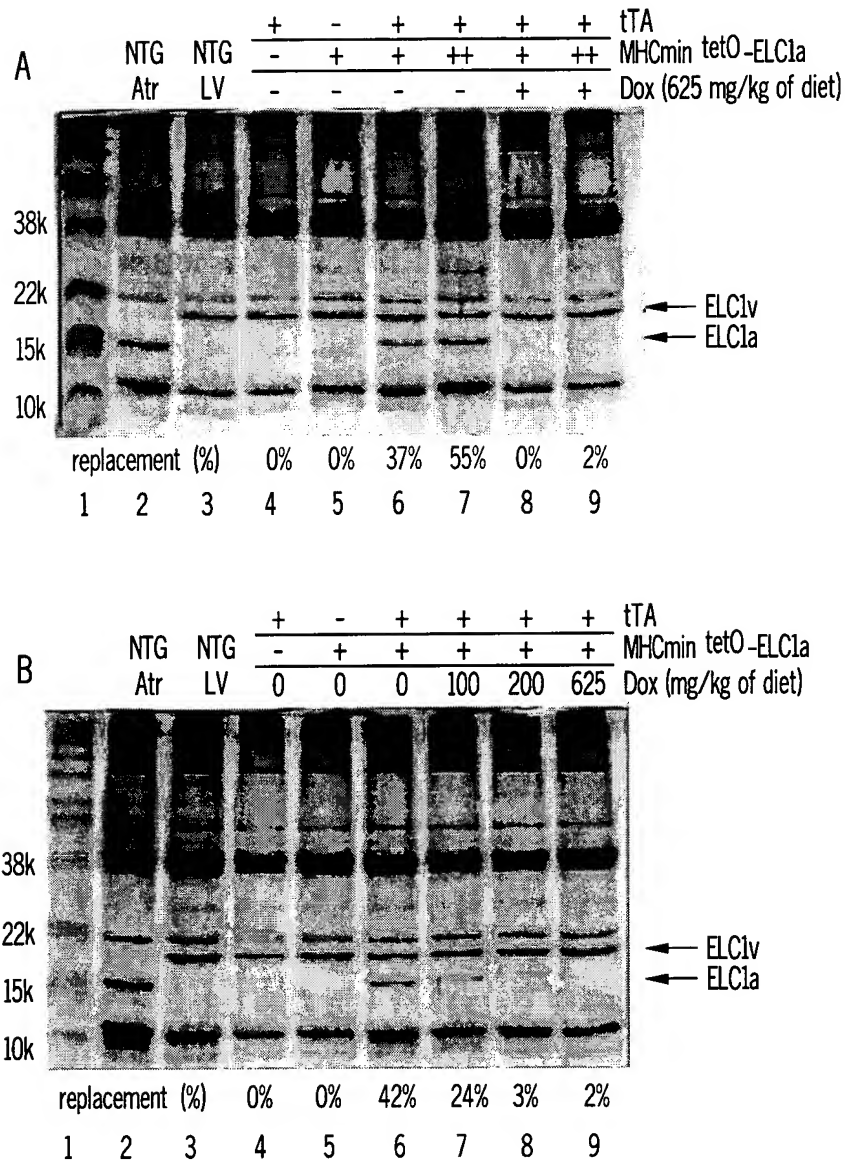 + - + + + + tTA
NTG NTG - + + ++ + ++ MHCmin tetO-ELC1a
A Atr LV - - - - + + Dox (625 mg/kg of diet)
38k
22k
ELC1v
ELC1a
15k
10k
replacement (%) 0% 0% 37% 55% 0% 2%
1 2 3 4 5 6 7 8 9
+ - + + + + tTA
NTG NTG - + + + + + MHCmin tetO-ELC1a
B Atr LV 0 0 0 100 200 625 Dox (mg/kg of diet)
38k
22k
ELC1v
ELC1a
15k
10k
replacement (%) 0% 0% 42% 24% 3% 2%
1 2 3 4 5 6 7 8 9